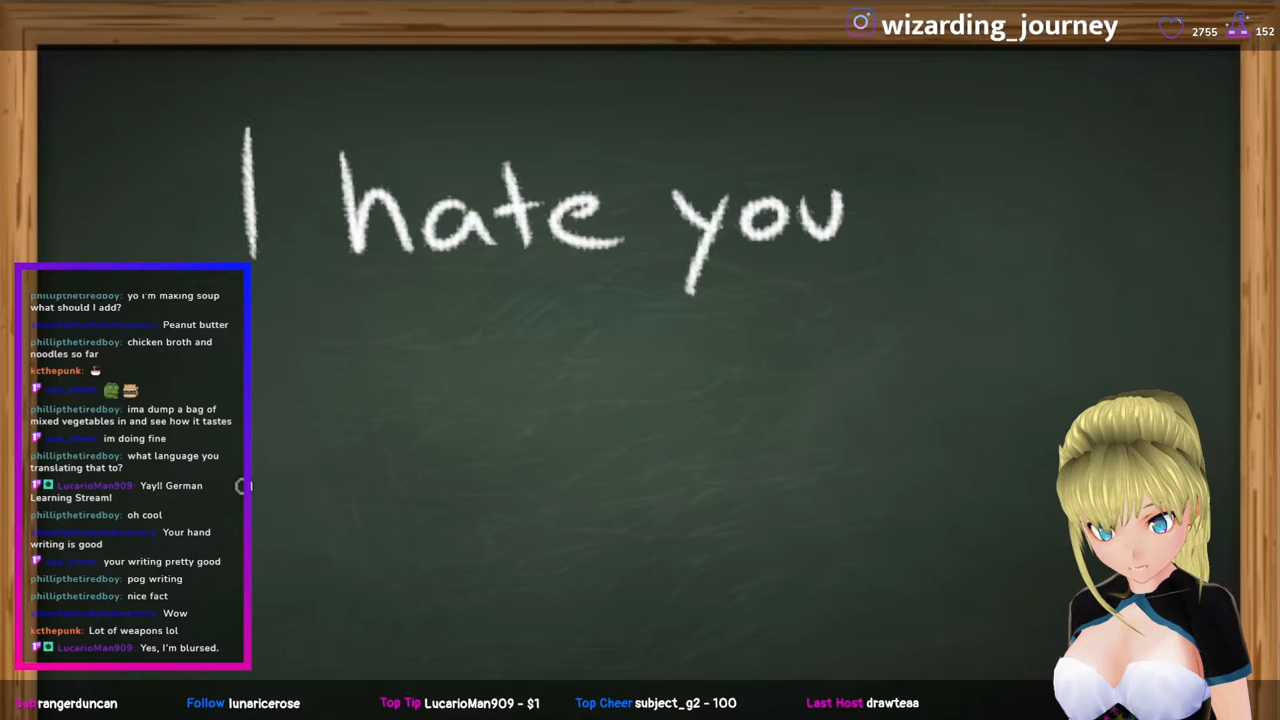 wizarding_journey
2755
152
I hate you
phillipthetiredboy: yo I'm making soup
what should I add?
Peanut butter
phillipthetiredboy: chicken broth and
noodles so far
kcthepunk:
phillipthetiredboy: ima dump a bag of
mixed vegetables in and see how it tastes
im doing fine
phillipthetiredboy: what language you
translating that to?
LucarioMan909: Yay!! German
Learning Stream!
phillipthetiredboy: oh cool
Your hand
writing is good
your writing pretty good
phillipthetiredboy: pog writing
phillipthetiredboy: nice fact
Wow
kcthepunk: Lot of weapons lol
LucarioMan909: Yes, I'm blursed.
Sub rangerduncan
Follow lunaricerose
Top Tip LucarioMan909 - $1
Top Cheer subject_g2 - 100
Last Host drawteaa